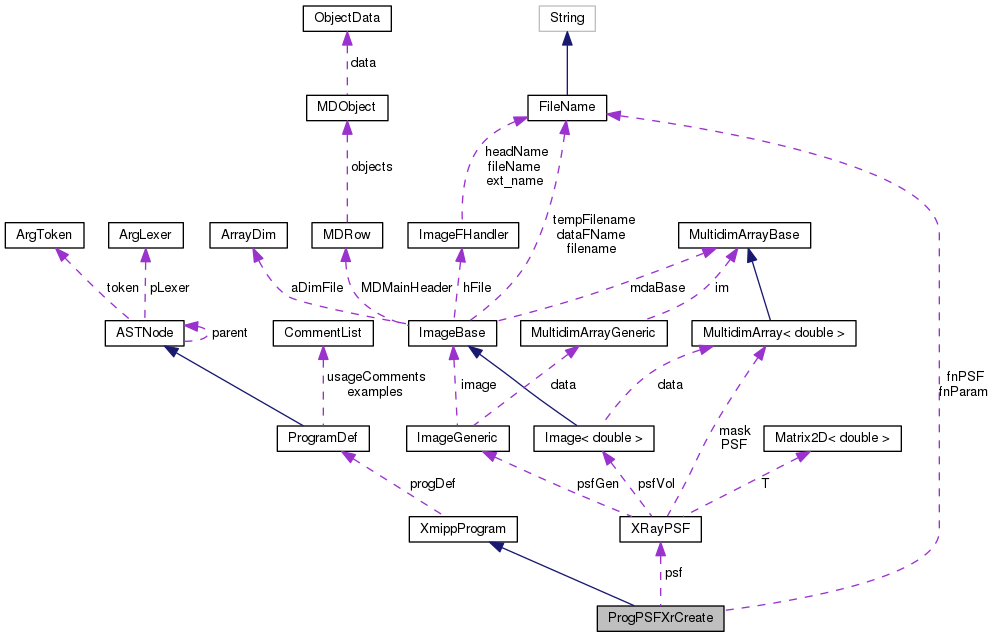 ObjectData
String
data
MDObject
FileName
objects
headName
fileName
ext_name
tempFilename
dataFName
filename
ArgToken
ArgLexer
ArrayDim
MDRow
ImageFHandler
MultidimArrayBase
token
pLexer
aDimFile
MDMainHeader
hFile
mdaBase
im
ASTNode
parent
CommentList
ImageBase
MultidimArrayGeneric
MultidimArray< double >
usageComments
examples
image
data
data
fnPSF
fnParam
mask
PSF
ProgramDef
ImageGeneric
Image< double >
Matrix2D< double >
progDef
psfGen
psfVol
T
XmippProgram
XRayPSF
psf
ProgPSFXrCreate